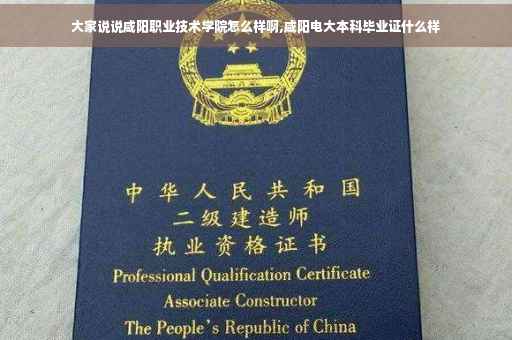 大家说说咸阳职业技术学院怎么样啊,咸阳电大本科毕业证什么样
中华人民共和国
二级建造师
执业资格证书
Professional Qualification Certificate
Associate Constructor
The People's Republic of China